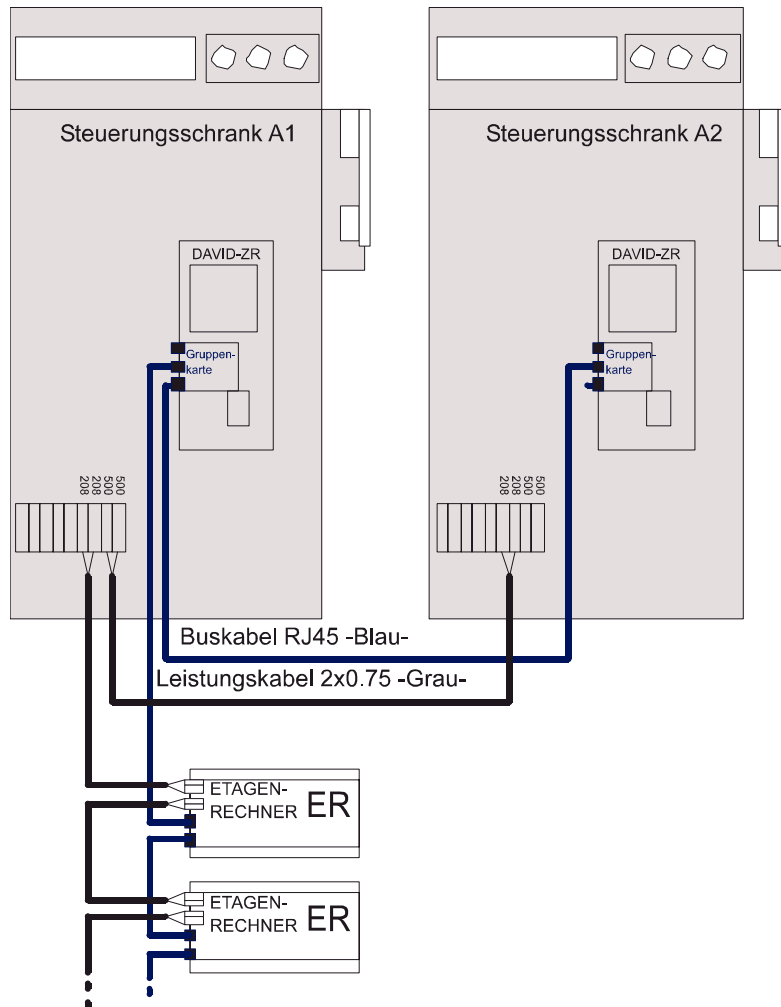 Steuerungsschrank A1
Steuerungsschrank A2
DAVID-ZR
DAVID-ZR
Gruppen-
karte
Gruppen-
karte
208
208
500
500
208
208
500
500
Buskabel RJ45 -Blau-
Leistungskabel 2x0.75 -Grau-
ETAGEN-
RECHNER ER
ETAGEN-
RECHNER ER